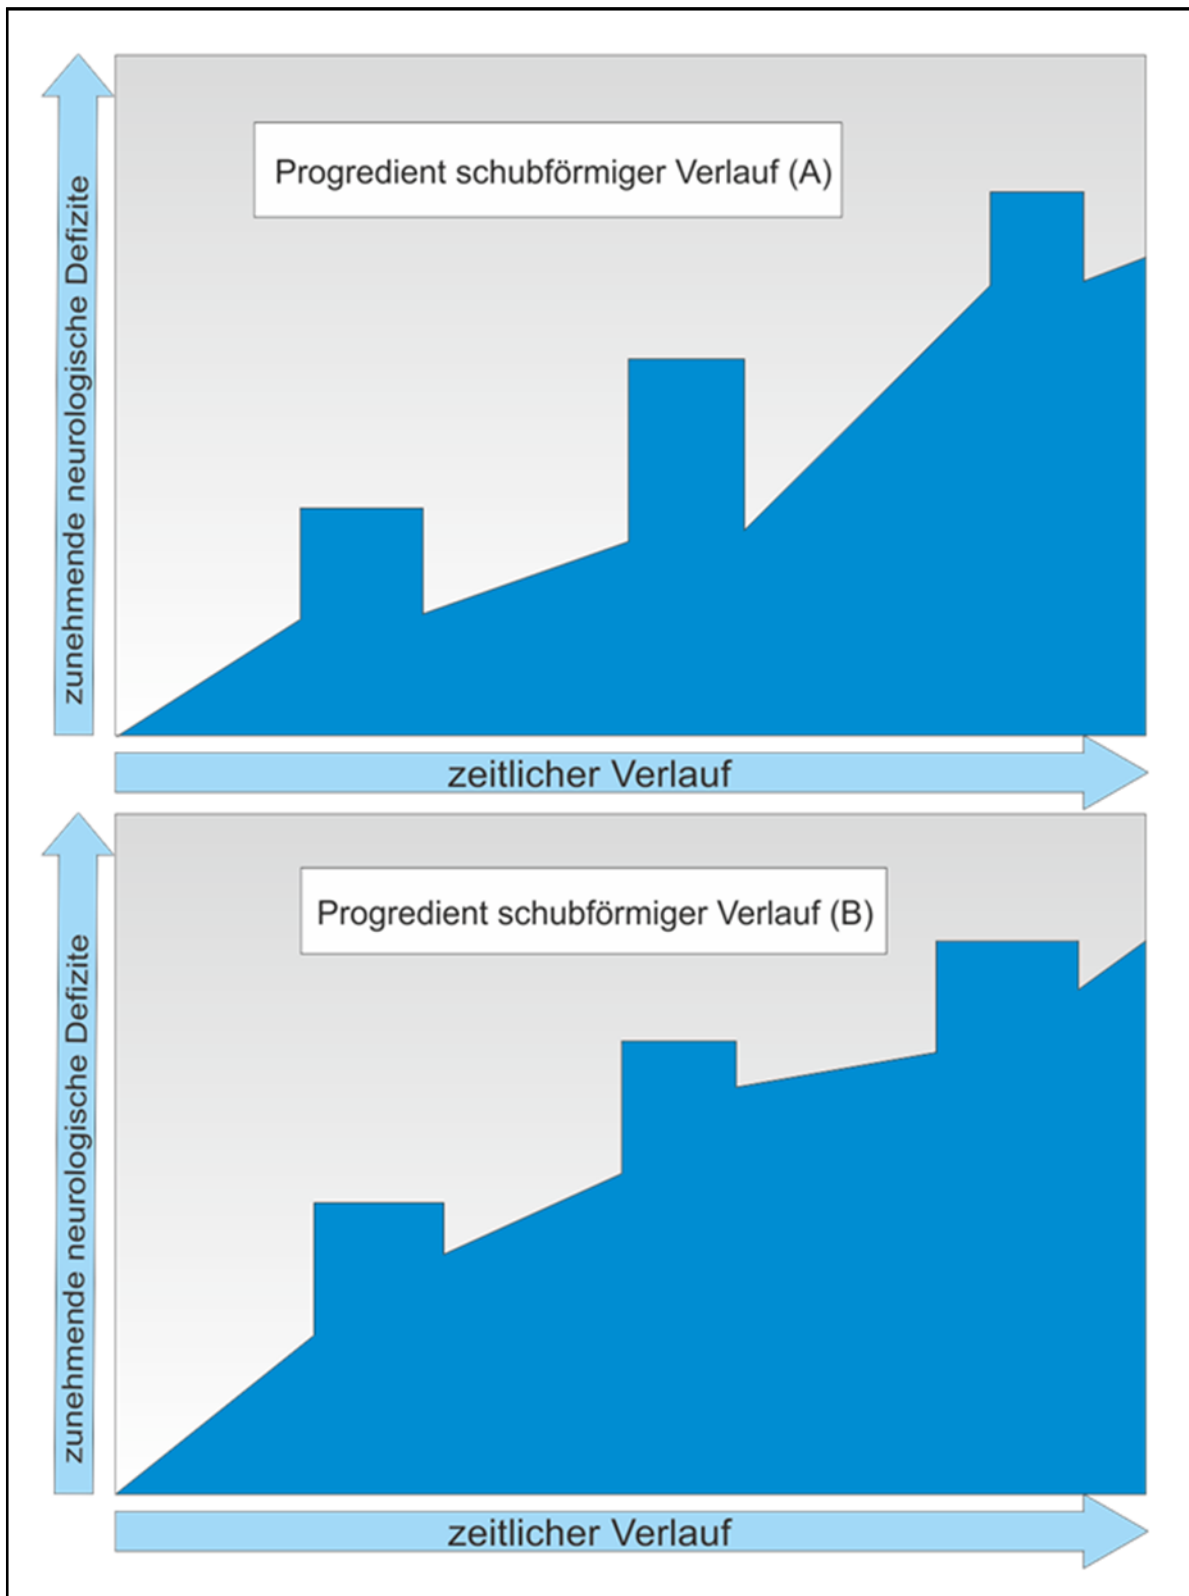 Progredient schubförmiger Verlauf (A)
zunehmende neurologische Defizite
zeitlicher Verlauf
Progredient schubförmiger Verlauf (B)
zunehmende neurologische Defizite
zeitlicher Verlauf